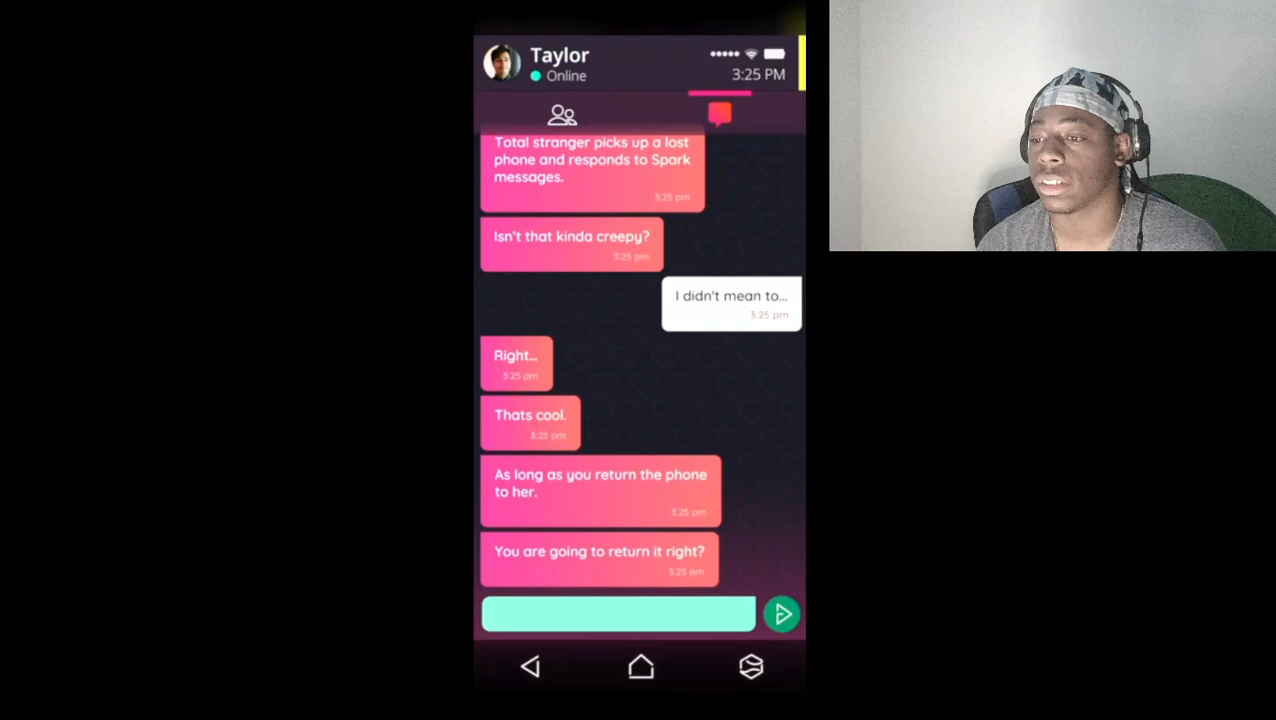 Taylor
Online
3:25 PM
Total stranger picks up a lost
phone and responds to Spark
messages.
3:25 pm
Isn't that kinda creepy?
3:25 pm
I didn't mean to...
3:25 pm
Right...
3:25 pm
Thats cool.
3:25 pm
As long as you return the phone
to her.
3:25 pm
You are going to return it right?
3:25 pm